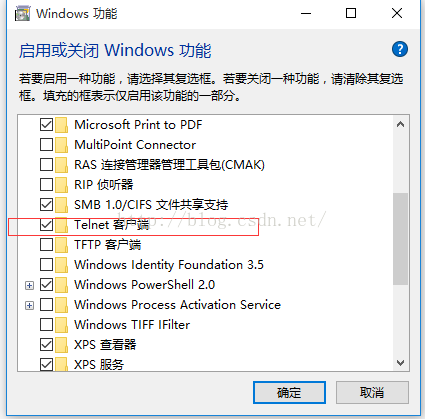 Windows 功能
启用或关闭 Windows 功能
若要启用一种功能，请选择其复选框。若要关闭一种功能，请清除其复选
框。填充的框表示仅启用该功能的一部分。
Microsoft Print to PDF
MultiPoint Connector
RAS 连接管理器管理工具包(CMAK)
RIP 侦听器
SMB 1.0/CIFS 文件共享支持
http://blog.csdn.net/
Telnet 客户端
TFTP 客户端
Windows Identity Foundation 3.5
Windows PowerShell 2.0
Windows Process Activation Service
Windows TIFF IFilter
XPS 查看器
XPS 服务
确定
取消